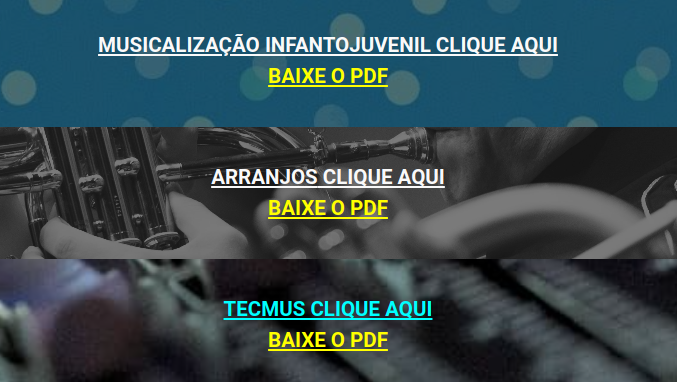 MUSICALIZAÇÃO INFANTOJUVENIL CLIQUE AQUI
BAIXE O PDF
ARRANJOS CLIQUE AQUI
BAIXE O PDF
TECMUS CLIQUE AQUI
BAIXE O PDF